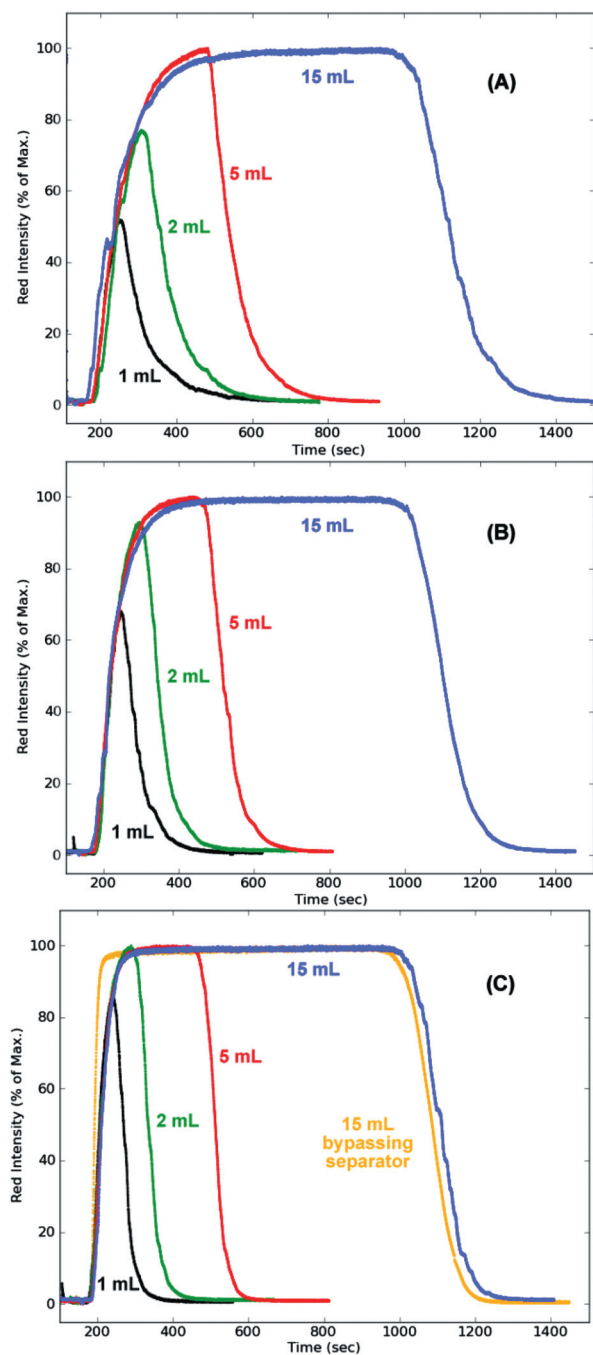 100
80
60
40
20
0
Red Intensity (% of Max.)
15 mL
(A)
5 mL
2 mL
1 mL
200 400 600 800 1000 1200 1400
Time (sec)
100
80
60
40
20
0
Red Intensity (% of Max.)
15 mL
(B)
5 mL
2 mL
1 mL
200 400 600 800 1000 1200 1400
Time (sec)
100
80
60
40
20
0
Red Intensity (% of Max.)
15 mL
(C)
5 mL
2 mL
15 mL
bypassing
separator
1 mL
200 400 600 800 1000 1200 1400
Time (sec)